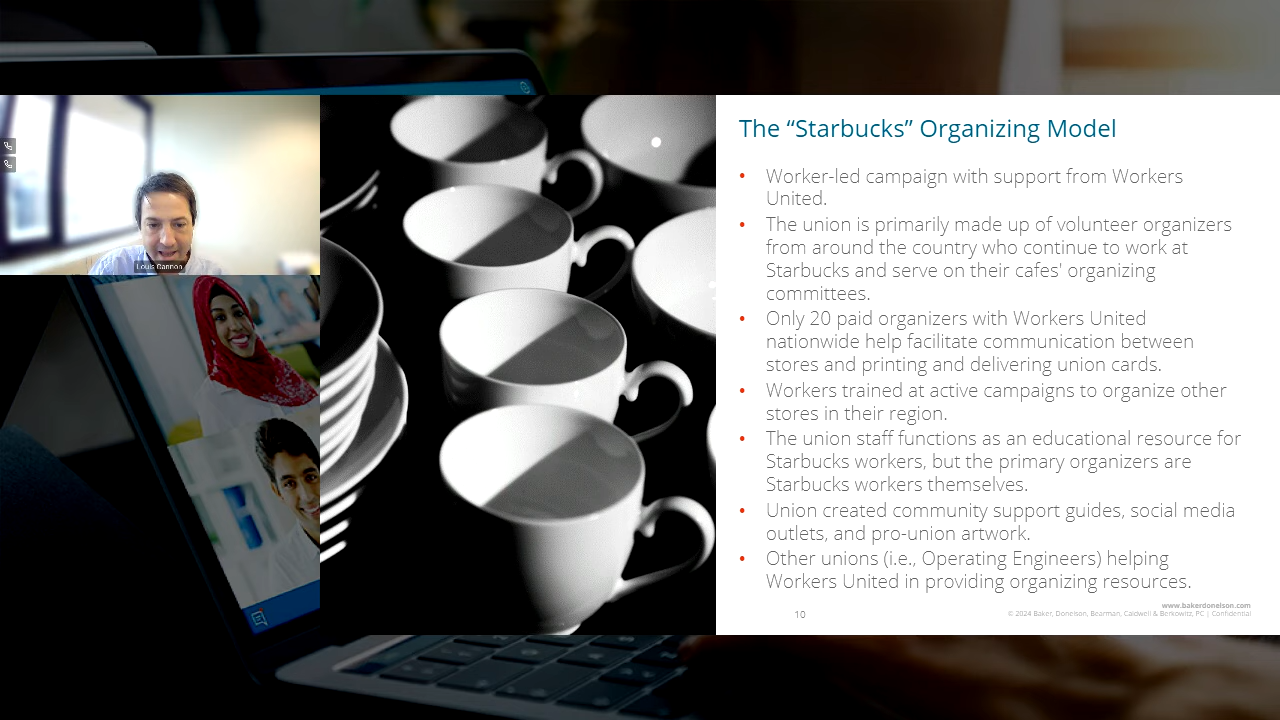 The “Starbucks” Organizing Model
• Worker-led campaign with support from Workers
United.
• The union is primarily made up of volunteer organizers
from around the country who continue to work at
Starbucks and serve on their cafes' organizing
committees.
• Only 20 paid organizers with Workers United
nationwide help facilitate communication between
stores and printing and delivering union cards.
• Workers trained at active campaigns to organize other
stores in their region.
• The union staff functions as an educational resource for
Starbucks workers, but the primary organizers are
Starbucks workers themselves.
• Union created community support guides, social media
outlets, and pro-union artwork.
• Other unions (i.e., Operating Engineers) helping
Workers United in providing organizing resources.
www.bakerdonelson.com
10
© 2024 Baker, Donelson, Bearman, Caldwell & Berkowitz, PC | Confidential
Louis Cannon